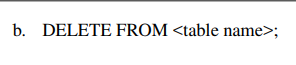 b. DELETE FROM <table name>;